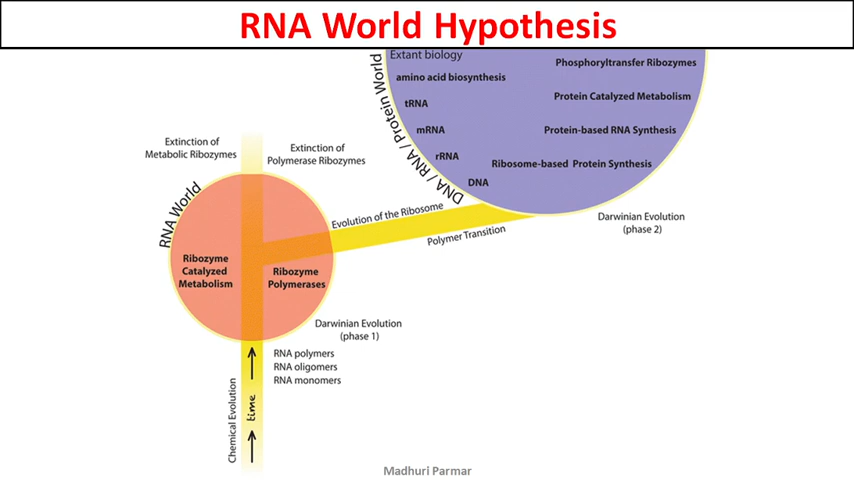 RNA World Hypothesis
Extant biology
amino acid biosynthesis
tRNA
mRNA
rRNA
DNA
Phosphoryltransfer Ribozymes
Protein Catalyzed Metabolism
Protein-based RNA Synthesis
Ribosome-based Protein Synthesis
DNA / RNA / Protein World
Darwinian Evolution
(phase 2)
Extinction of
Metabolic Ribozymes
Extinction of
Polymerase Ribozymes
RNA World
Evolution of the Ribosome
Polymer Transition
Ribozyme
Catalyzed
Metabolism
Ribozyme
Polymerases
Darwinian Evolution
(phase 1)
RNA polymers
RNA oligomers
RNA monomers
Chemical Evolution
time
Madhuri Parmar